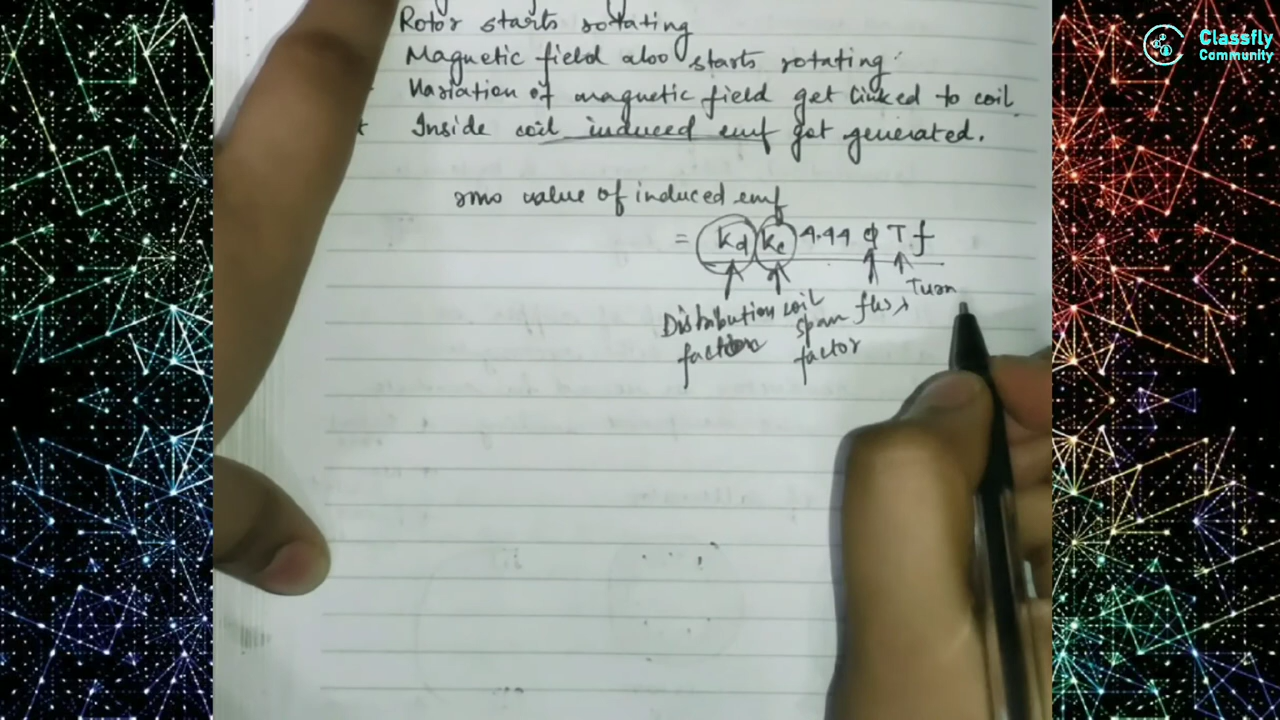 Rotor starts rotating
Magnetic field also starts rotating.
Variation of magnetic field get linked to coil
Inside coil induced emf get generated.
rms value of induced emf
= kd kc 4.44 φ T f
Distribution factor
coil span factor
flux
Turn
Classfly Community